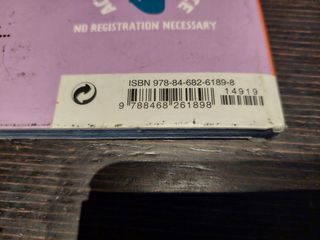 NO REGISTRATION NECESSARY
ISBN 978-84-682-6189-8
14919
9 788468 261898